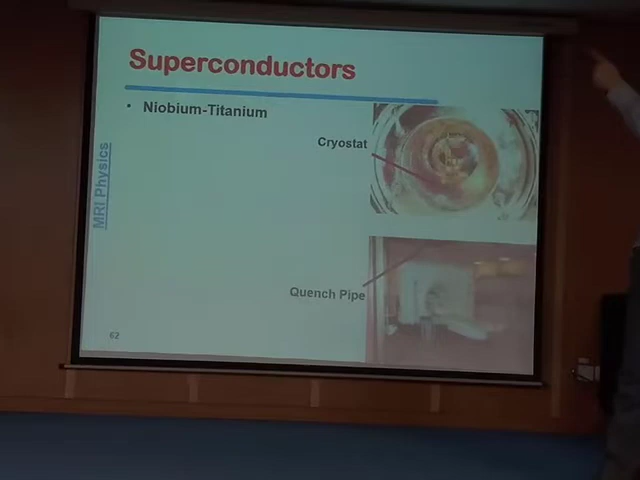 Superconductors
• Niobium-Titanium
Cryostat
MRI Physics
Quench Pipe
62